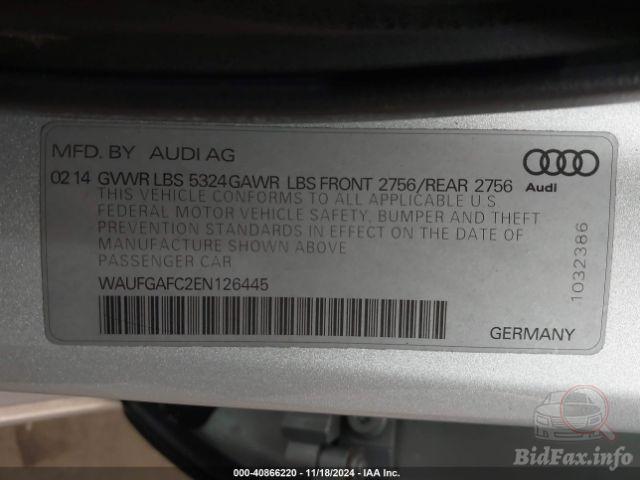 MFD. BY AUDI AG
Audi
02 14 GVWR LBS 5324 GAWR LBS FRONT 2756/REAR 2756
THIS VEHICLE CONFORMS TO ALL APPLICABLE U S
FEDERAL MOTOR VEHICLE SAFETY, BUMPER AND THEFT
PREVENTION STANDARDS IN EFFECT ON THE DATE OF
MANUFACTURE SHOWN ABOVE
PASSENGER CAR
1032386
WAUFGAFC2EN126445
GERMANY
000-40866220 - 11/18/2024 - IAA Inc.
BidFax.info